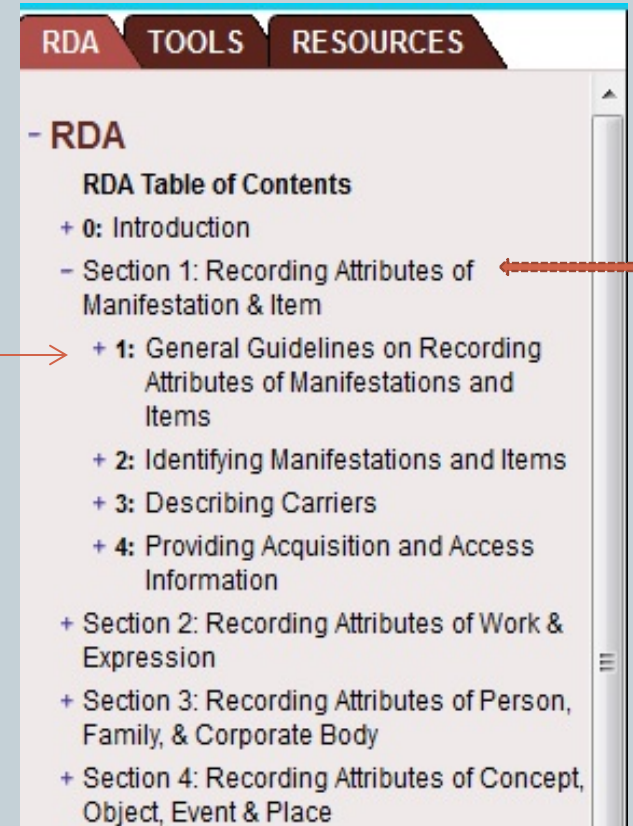 RDA TOOLS RESOURCES
- RDA
RDA Table of Contents
+ 0: Introduction
- Section 1: Recording Attributes of
Manifestation & Item
+ 1: General Guidelines on Recording
Attributes of Manifestations and
Items
+ 2: Identifying Manifestations and Items
+ 3: Describing Carriers
+ 4: Providing Acquisition and Access
Information
+ Section 2: Recording Attributes of Work &
Expression
+ Section 3: Recording Attributes of Person,
Family, & Corporate Body
+ Section 4: Recording Attributes of Concept,
Object, Event & Place